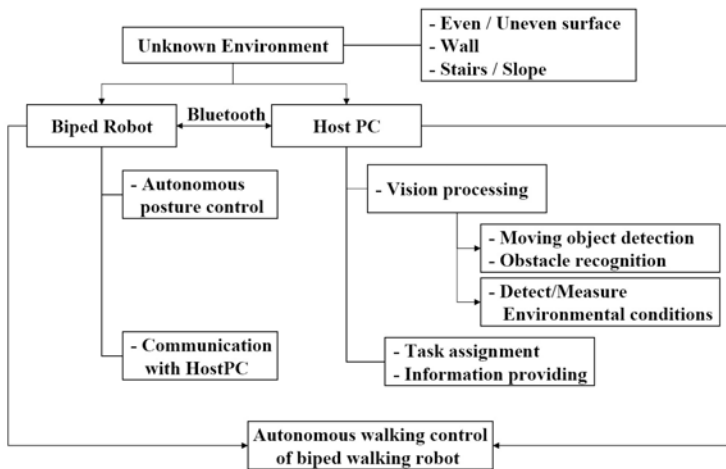 Unknown Environment
- Even / Uneven surface
- Wall
- Stairs / Slope
Biped Robot
Bluetooth
Host PC
- Autonomous
posture control
- Vision processing
- Moving object detection
- Obstacle recognition
- Detect/Measure
Environmental conditions
- Communication
with HostPC
- Task assignment
- Information providing
Autonomous walking control
of biped walking robot